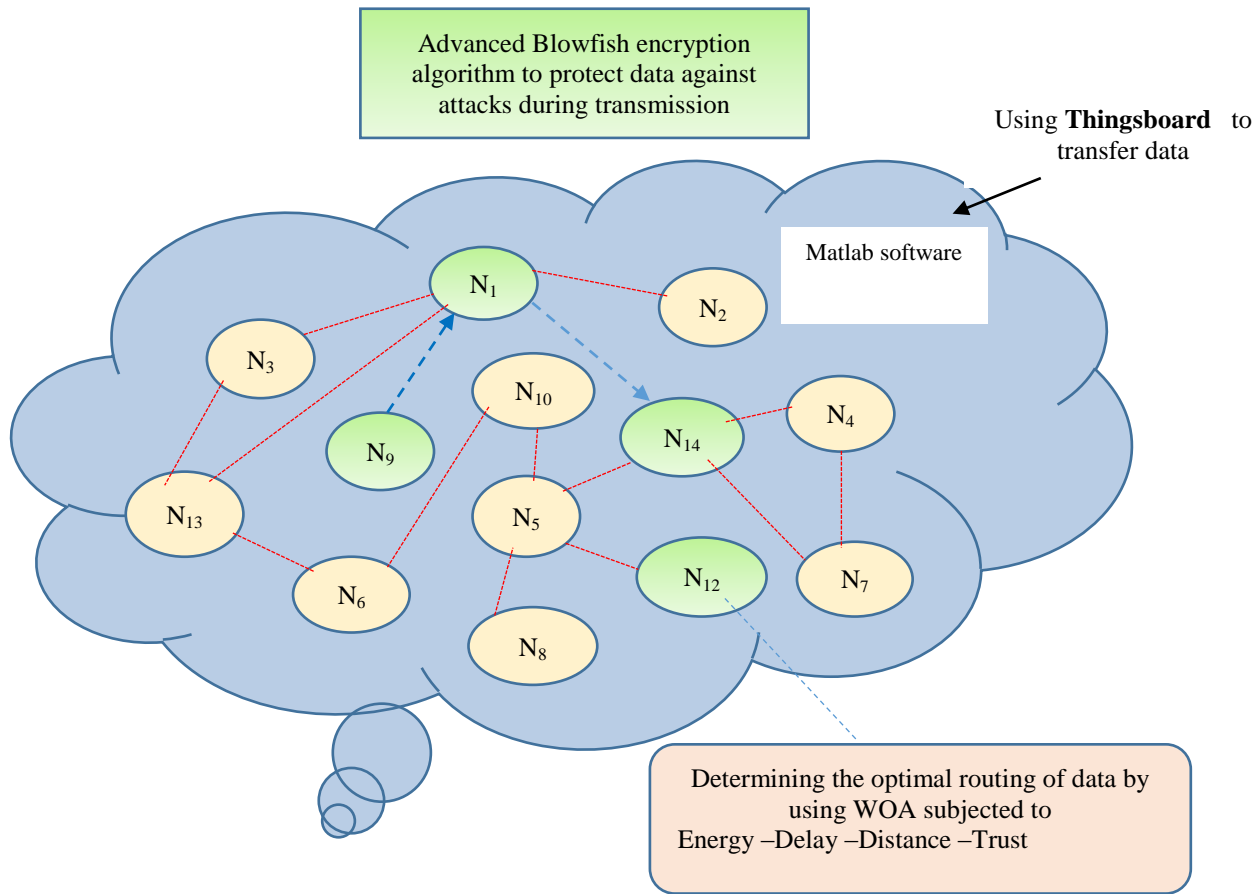 Advanced Blowfish encryption
algorithm to protect data against
attacks during transmission
Using Thingsboard to
transfer data
Matlab software
N1
N2
N3
N10
N4
N14
N9
N13
N5
N12
N7
N6
N8
Determining the optimal routing of data by
using WOA subjected to
Energy –Delay –Distance –Trust